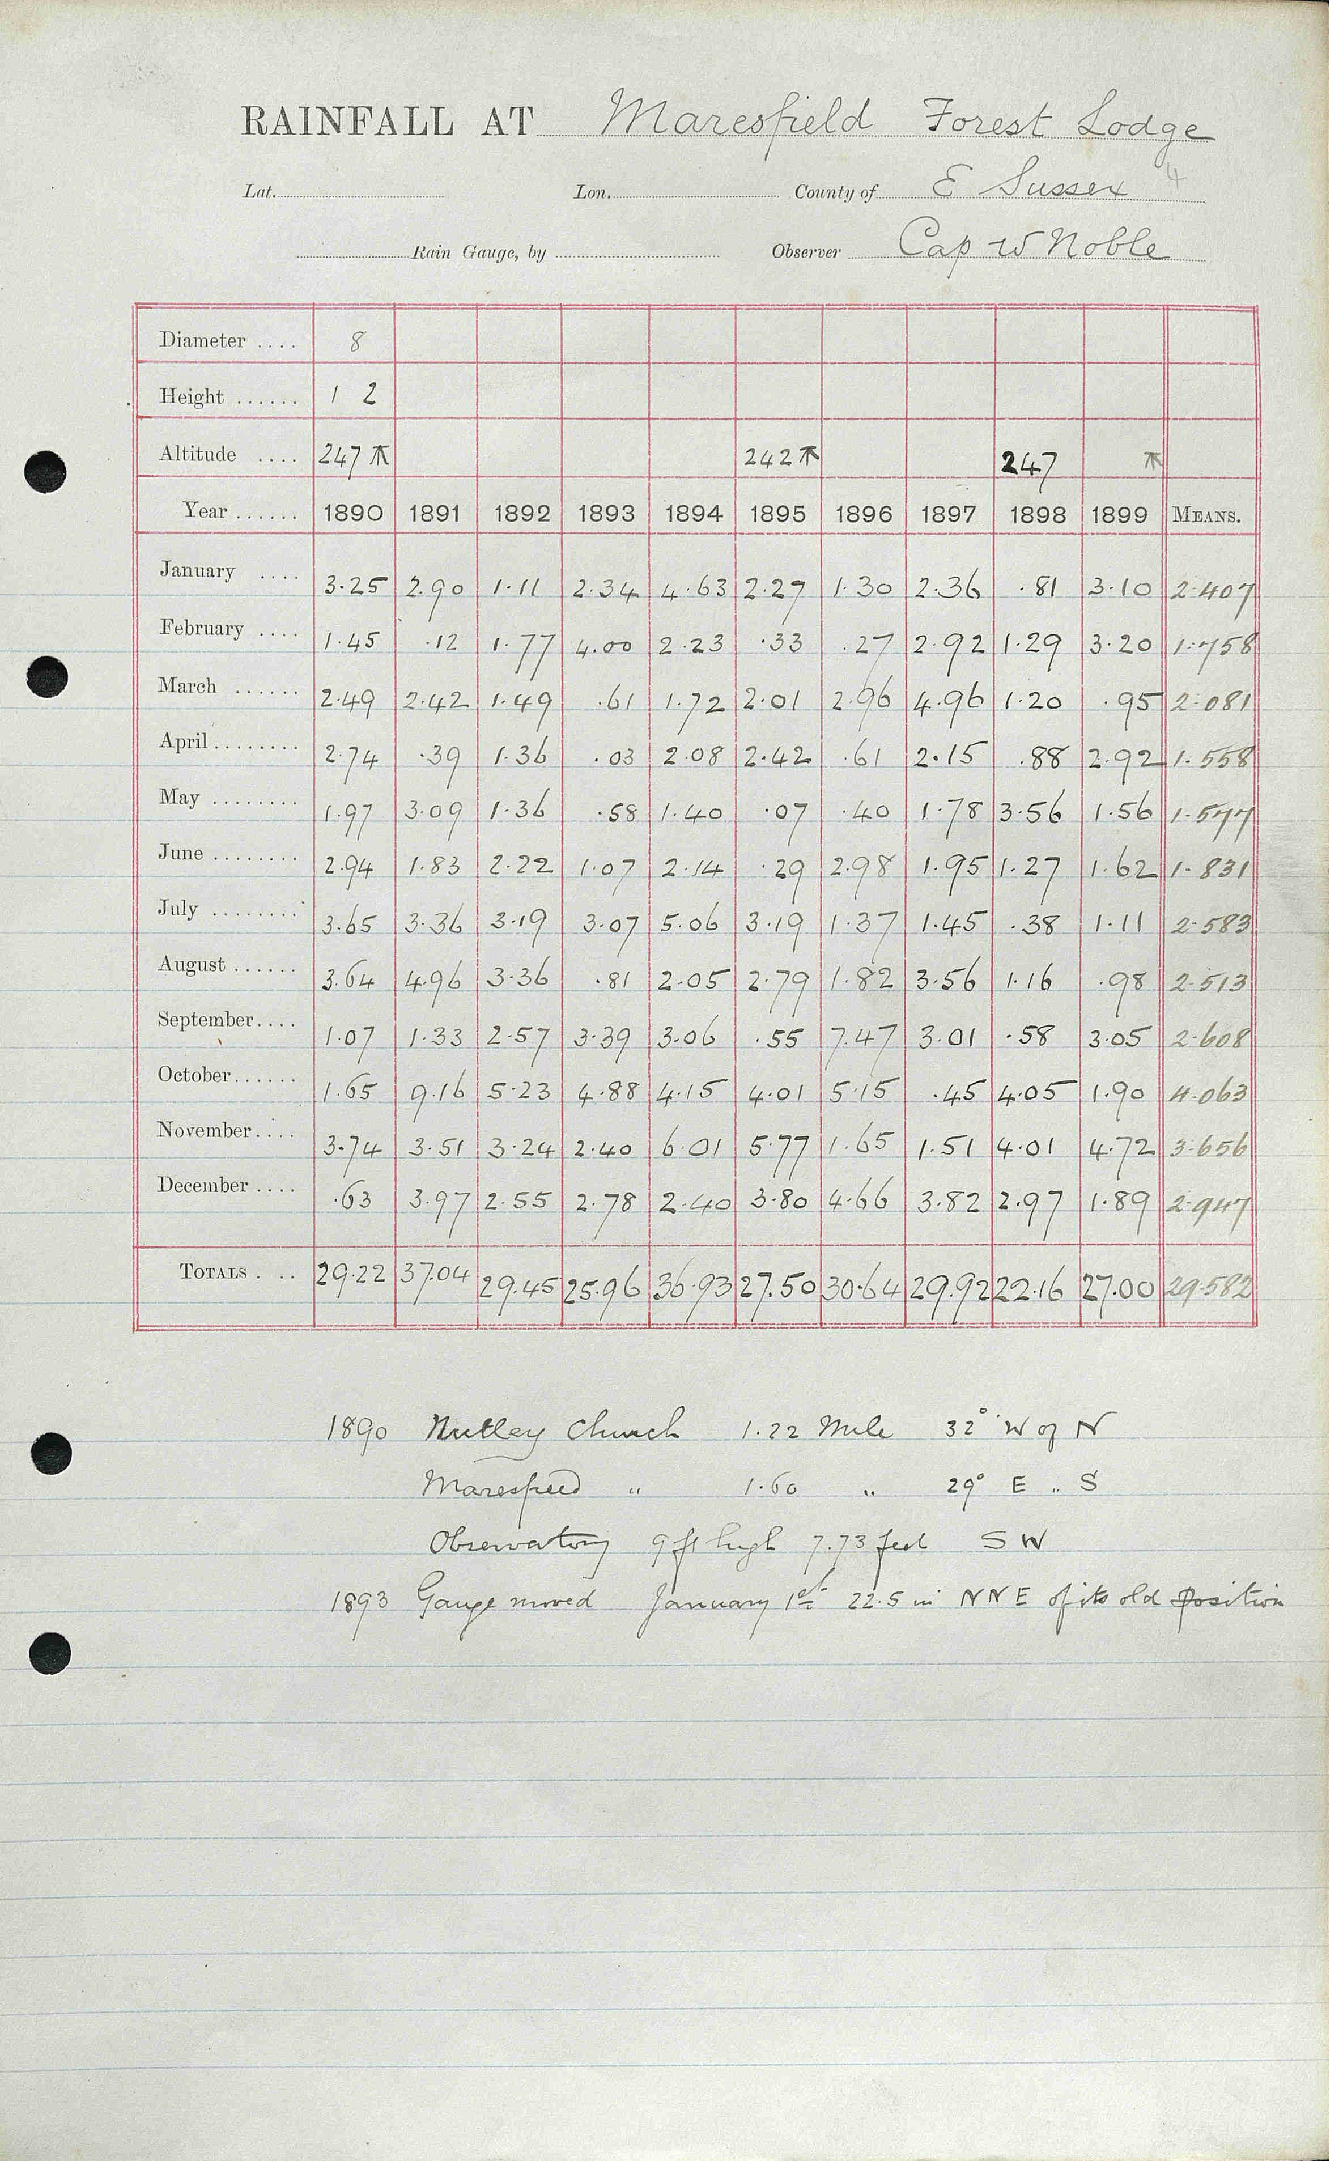 RAINFALL AT Maresfield Forest Lodge
Lat. Lon. County of E Sussex 4
Rain Gauge, by Observer Cap W Noble
Diameter .... 8
Height ...... 1 2
Altitude .... 247 242 247
Year ...... 1890 1891 1892 1893 1894 1895 1896 1897 1898 1899 MEANS.
January .... 3.25 2.90 1.11 2.34 4.63 2.27 1.30 2.36 .81 3.10 2.407
February .... 1.45 .12 1.77 4.00 2.23 .33 .27 2.92 1.29 3.20 1.758
March ...... 2.49 2.42 1.49 .61 1.72 2.01 2.96 4.96 1.20 .95 2.081
April ........ 2.74 .39 1.36 .03 2.08 2.42 .61 2.15 .88 2.92 1.558
May ........ 1.97 3.09 1.36 .58 1.40 .07 .40 1.78 3.56 1.56 1.577
June ........ 2.94 1.83 2.22 1.07 2.14 .29 2.98 1.95 1.27 1.62 1.831
July ........ 3.65 3.36 3.19 3.07 5.06 3.19 1.37 1.45 .38 1.11 2.583
August ...... 3.64 4.96 3.36 .81 2.05 2.79 1.82 3.56 1.16 .98 2.513
September.... 1.07 1.33 2.57 3.39 3.06 .55 7.47 3.01 .58 3.05 2.608
October...... 1.65 9.16 5.23 4.88 4.15 4.01 5.15 .45 4.05 1.90 4.063
November.... 3.74 3.51 3.24 2.40 6.01 5.77 1.65 1.51 4.01 4.72 3.656
December .... .63 3.97 2.55 2.78 2.40 3.80 4.66 3.82 2.97 1.89 2.947
TOTALS . .. 29.22 37.04 29.45 25.96 36.93 27.50 30.64 29.92 22.16 27.00 29.582
1890 Nutley Church 1.22 Mile 32° W of N
Maresfield " 1.60 " 29° E " S
Observatory 9 ft high 7.73 feet S W
1893 Gauge moved January 1st 22.5 in NNE of its old position